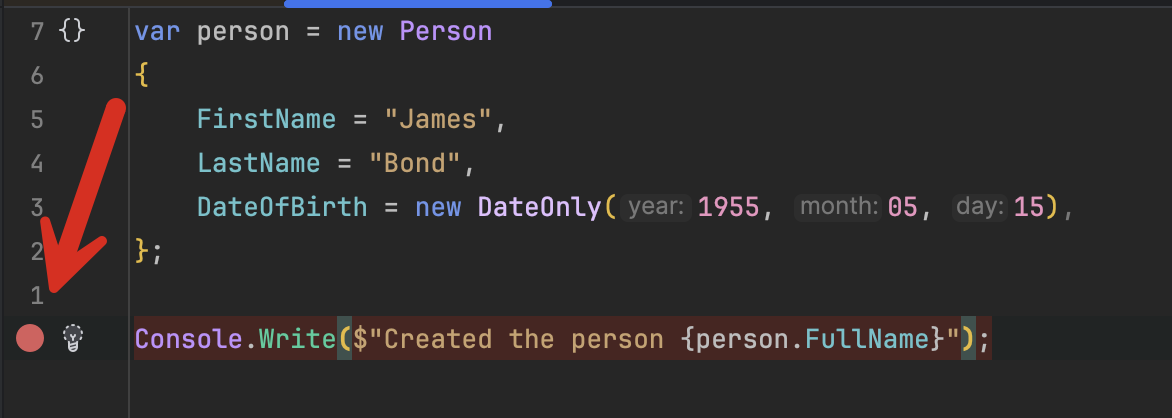 7 {} var person = new Person
6 {
5 FirstName = "James",
4 LastName = "Bond",
3 DateOfBirth = new DateOnly( year: 1955, month: 05, day: 15),
2 };
1
Console.Write($"Created the person {person.FullName}");